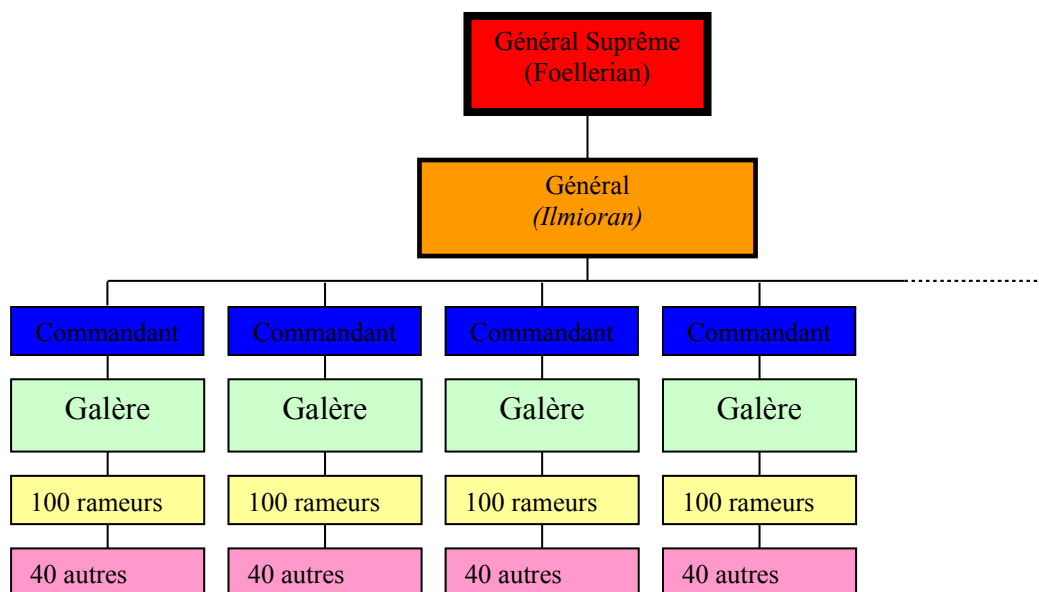 Général Suprême
(Foellerian)
Général
(Ilmioran)
Commandant
Commandant
Commandant
Commandant
Galère
Galère
Galère
Galère
100 rameurs
100 rameurs
100 rameurs
100 rameurs
40 autres
40 autres
40 autres
40 autres